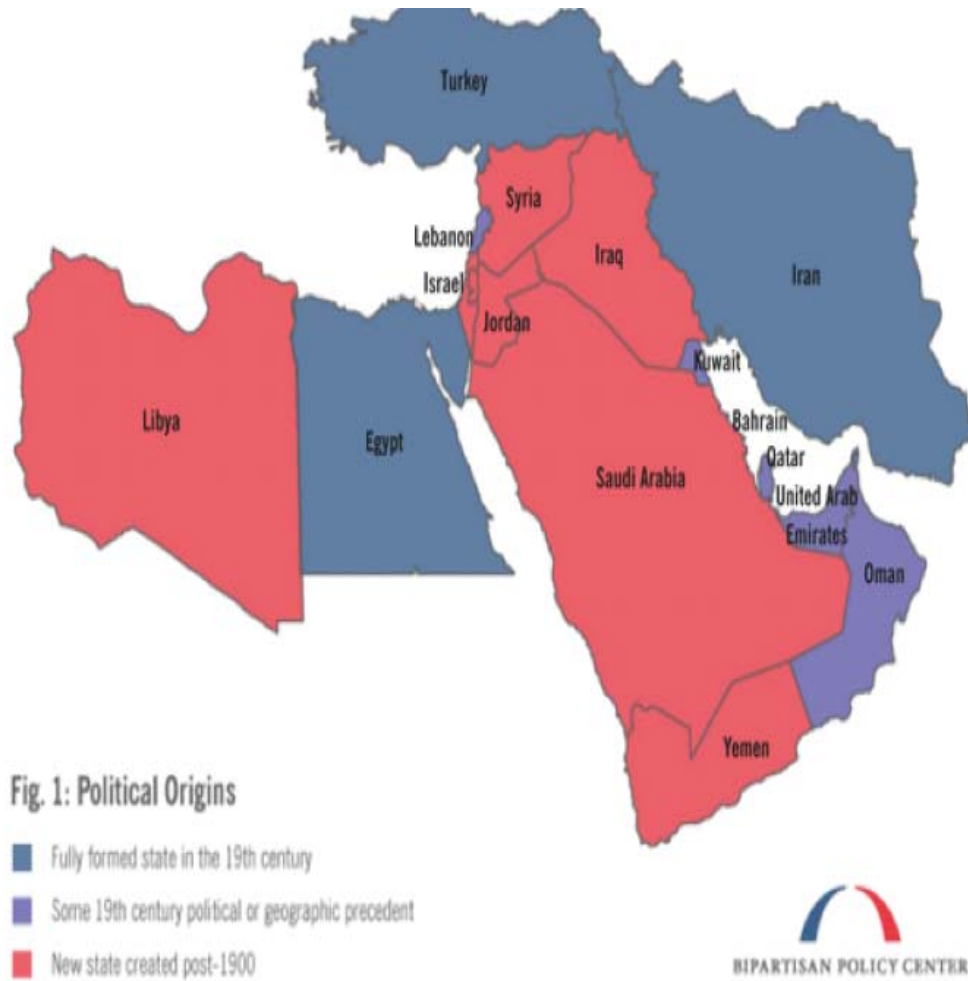 Turkey
Syria
Lebanon
Iraq
Israel
Iran
Jordan
Kuwait
Libya
Bahrain
Egypt
Qatar
Saudi Arabia
United Arab
Emirates
Oman
Yemen
Fig. 1: Political Origins
Fully formed state in the 19th century
Some 19th century political or geographic precedent
New state created post-1900
BIPARTISAN POLICY CENTER